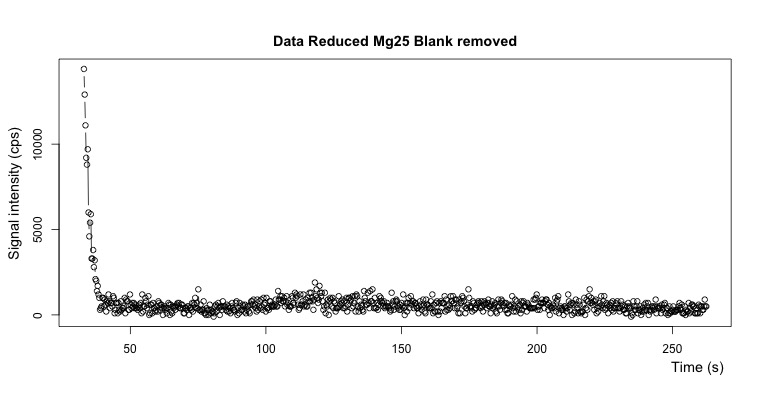 Data Reduced Mg25 Blank removed
Signal intensity (cps)
10000
5000
0
50 100 150 200 250
Time (s)